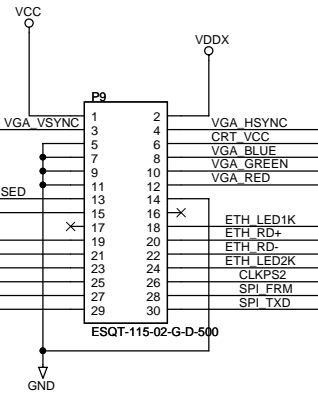 VCC
VDDX
P9
1 2
VGA_VSYNC 3 4 VGA_HSYNC
5 6 CRT_VCC
7 8 VGA_BLUE
9 10 VGA_GREEN
11 12 VGA_RED
SED 13 14
15 16
17 18 ETH_LED1K
19 20 ETH_RD+
21 22 ETH_RD-
23 24 ETH_LED2K
25 26 CLKPS2
27 28 SPI_FRM
29 30 SPI_TXD
ESQT-115-02-G-D-500
GND